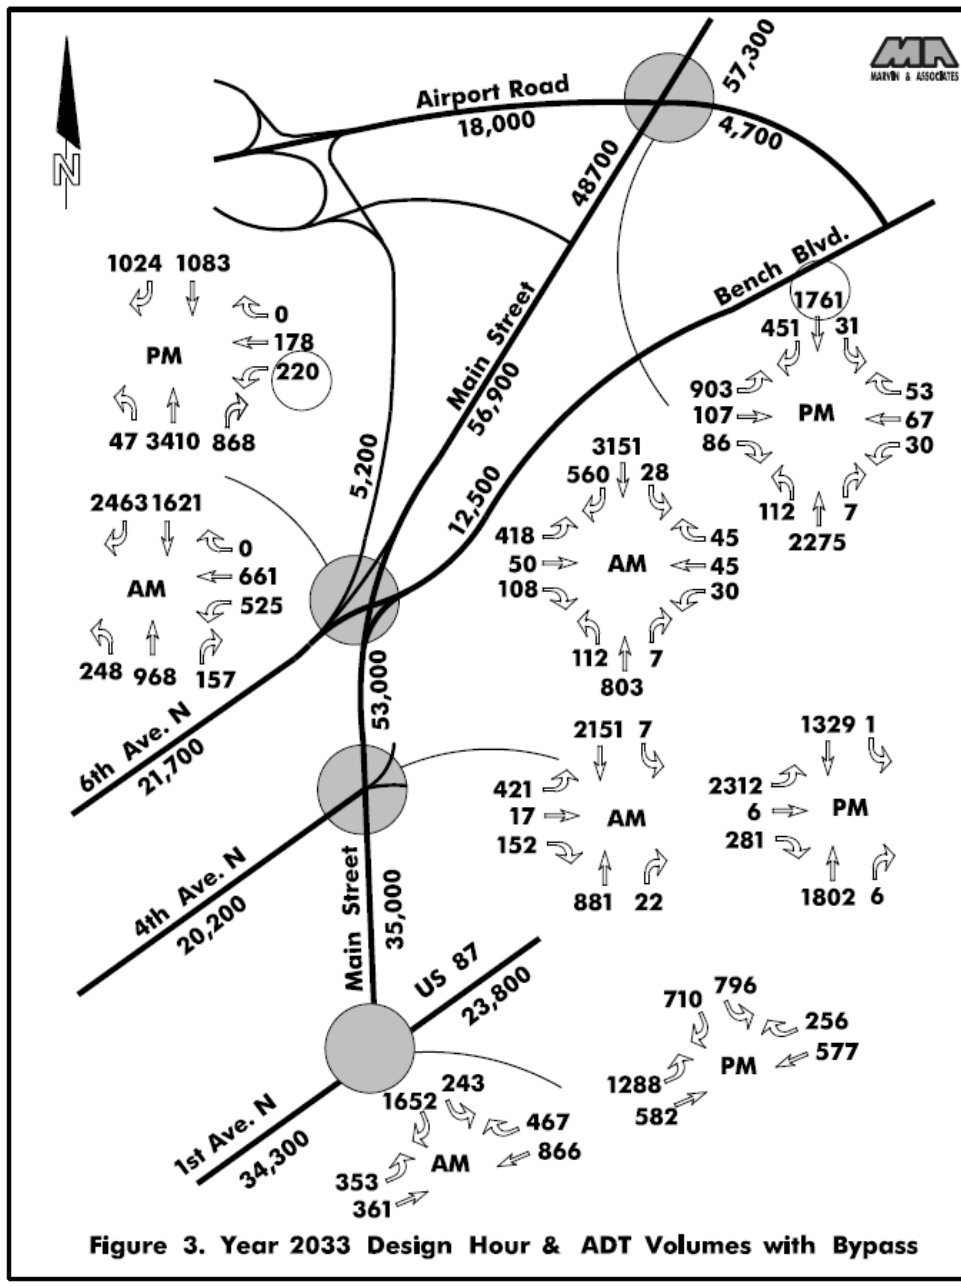 MA
MARVIN & ASSOCIATES
N
Airport Road
18,000
57,300
4,700
48700
Bench Blvd.
Main Street
56,900
12,500
5,200
1024 1083
0
178
PM
220
47 3410 868
2463 1621
0
661
AM
525
248 968 157
1761
451 31
903 53
107 PM 67
86 30
112 7
2275
3151
560 28
418 45
50 AM 45
108 30
112 7
803
53,000
6th Ave. N
21,700
2151 7
421
17 AM
152
881 22
1329 1
2312
6 PM
281
1802 6
4th Ave. N
20,200
Main Street
35,000
US 87
23,800
796
710
256
577
PM
1288
582
1st Ave. N
34,300
243
1652
467
866
AM
353
361
Figure 3. Year 2033 Design Hour & ADT Volumes with Bypass